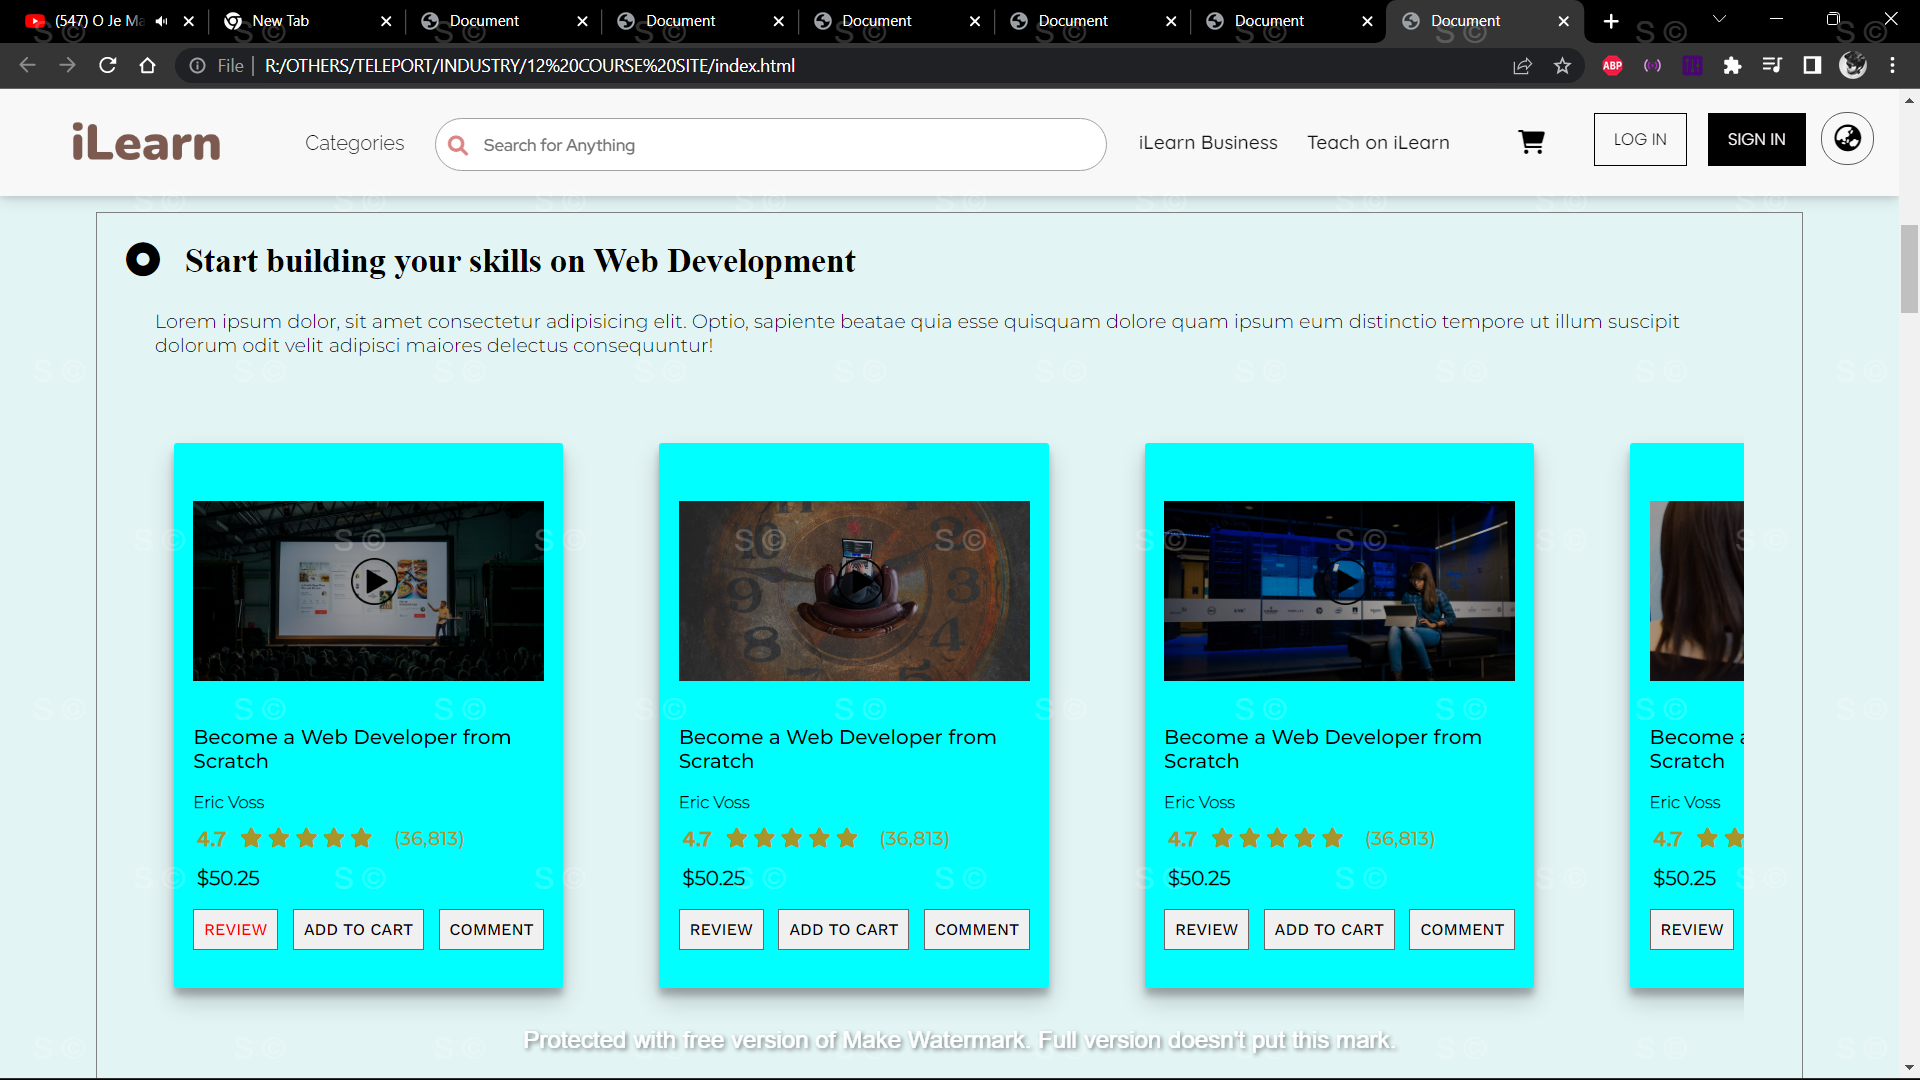 (547) O Je Ma
New Tab
Document
Document
Document
Document
Document
Document
File
R:/OTHERS/TELEPORT/INDUSTRY/12%20COURSE%20SITE/index.html
ABP
iLearn
Categories
Search for Anything
iLearn Business
Teach on iLearn
LOG IN
SIGN IN
Start building your skills on Web Development
Lorem ipsum dolor, sit amet consectetur adipisicing elit. Optio, sapiente beatae quia esse quisquam dolore quam ipsum eum distinctio tempore ut illum suscipit
dolorum odit velit adipisci maiores delectus consequuntur!
Become a Web Developer from
Scratch
Eric Voss
4.7
(36,813)
$50.25
REVIEW
ADD TO CART
COMMENT
Become a Web Developer from
Scratch
Eric Voss
4.7
(36,813)
$50.25
REVIEW
ADD TO CART
COMMENT
Become a Web Developer from
Scratch
Eric Voss
4.7
(36,813)
$50.25
REVIEW
ADD TO CART
COMMENT
Become a
Scratch
Eric Voss
4.7
$50.25
REVIEW
Protected with free version of Make Watermark. Full version doesn't put this mark.
S ©